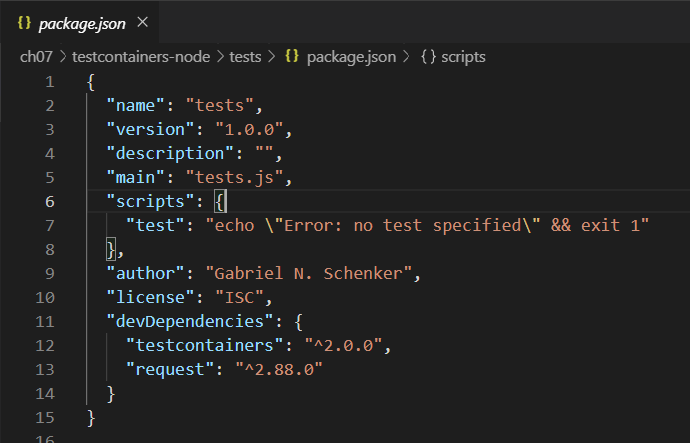 {} package.json ×
ch07 > testcontainers-node > tests > {} package.json > {} scripts
1 {
2 "name": "tests",
3 "version": "1.0.0",
4 "description": "",
5 "main": "tests.js",
6 "scripts": {
7 "test": "echo \"Error: no test specified\" && exit 1"
8 },
9 "author": "Gabriel N. Schenker",
10 "license": "ISC",
11 "devDependencies": {
12 "testcontainers": "^2.0.0",
13 "request": "^2.88.0"
14 }
15 }
16